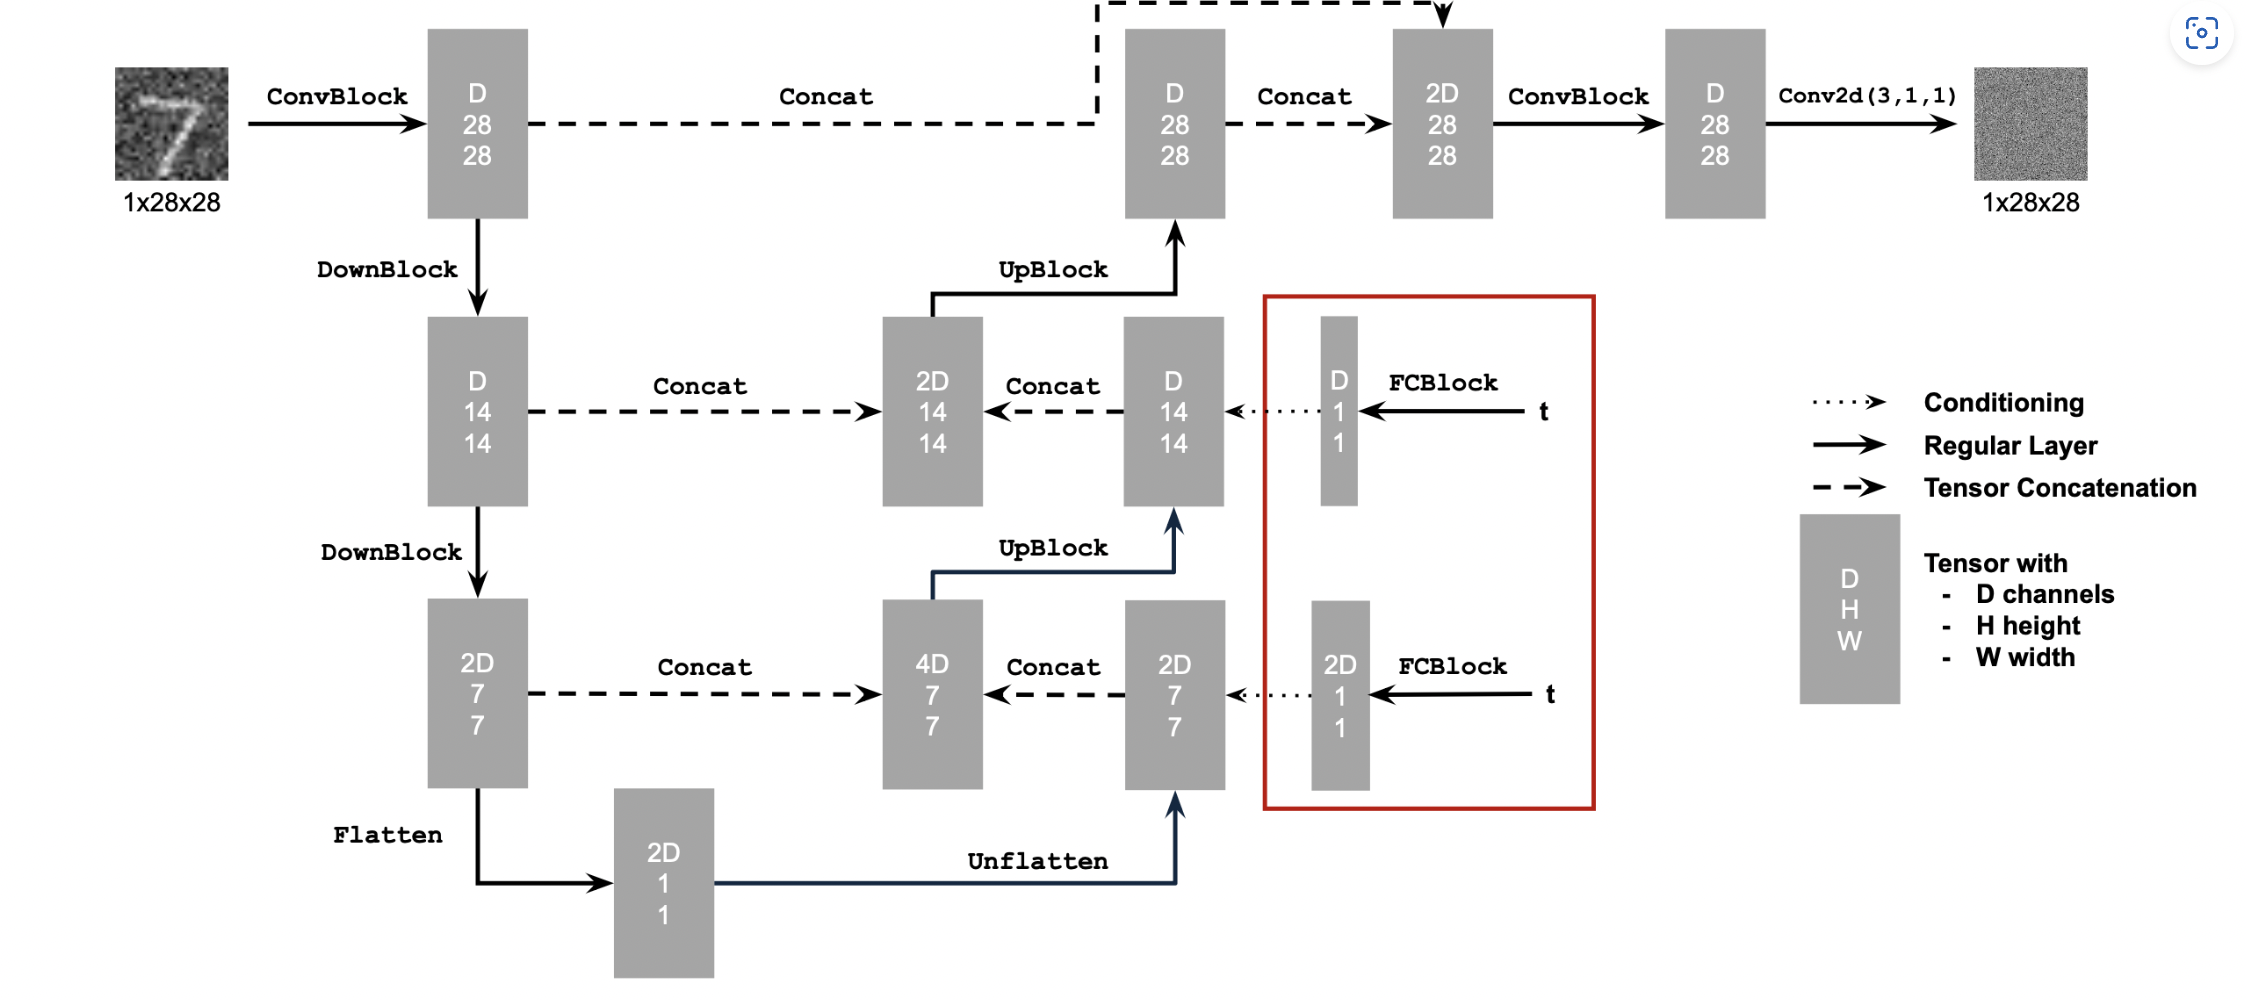 ConvBlock
D
28
28
Concat
D
28
28
Concat
2D
28
28
ConvBlock
D
28
28
Conv2d(3,1,1)
1x28x28
1x28x28
DownBlock
UpBlock
D
14
14
Concat
2D
14
14
Concat
D
14
14
D
1
1
FCBlock
t
DownBlock
UpBlock
2D
7
7
Concat
4D
7
7
Concat
2D
7
7
2D
1
1
FCBlock
t
Flatten
2D
1
1
Unflatten
Conditioning
Regular Layer
Tensor Concatenation
D
H
W
Tensor with
- D channels
- H height
- W width